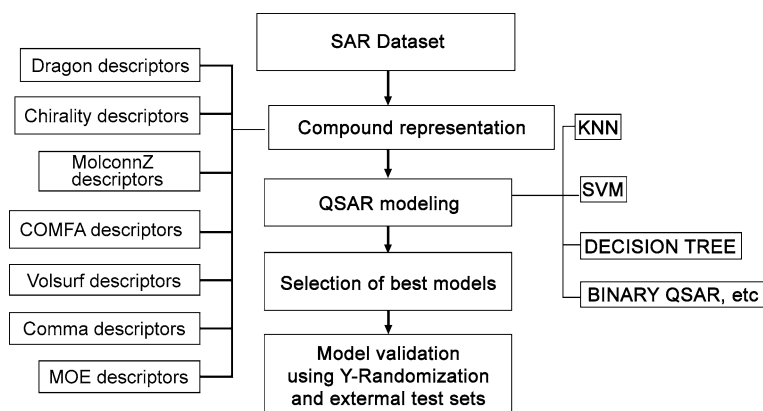 SAR Dataset
Dragon descriptors
Chirality descriptors
MolconnZ
descriptors
COMFA descriptors
Volsurf descriptors
Comma descriptors
MOE descriptors
Compound representation
QSAR modeling
KNN
SVM
DECISION TREE
BINARY QSAR, etc
Selection of best models
Model validation
using Y-Randomization
and extermal test sets